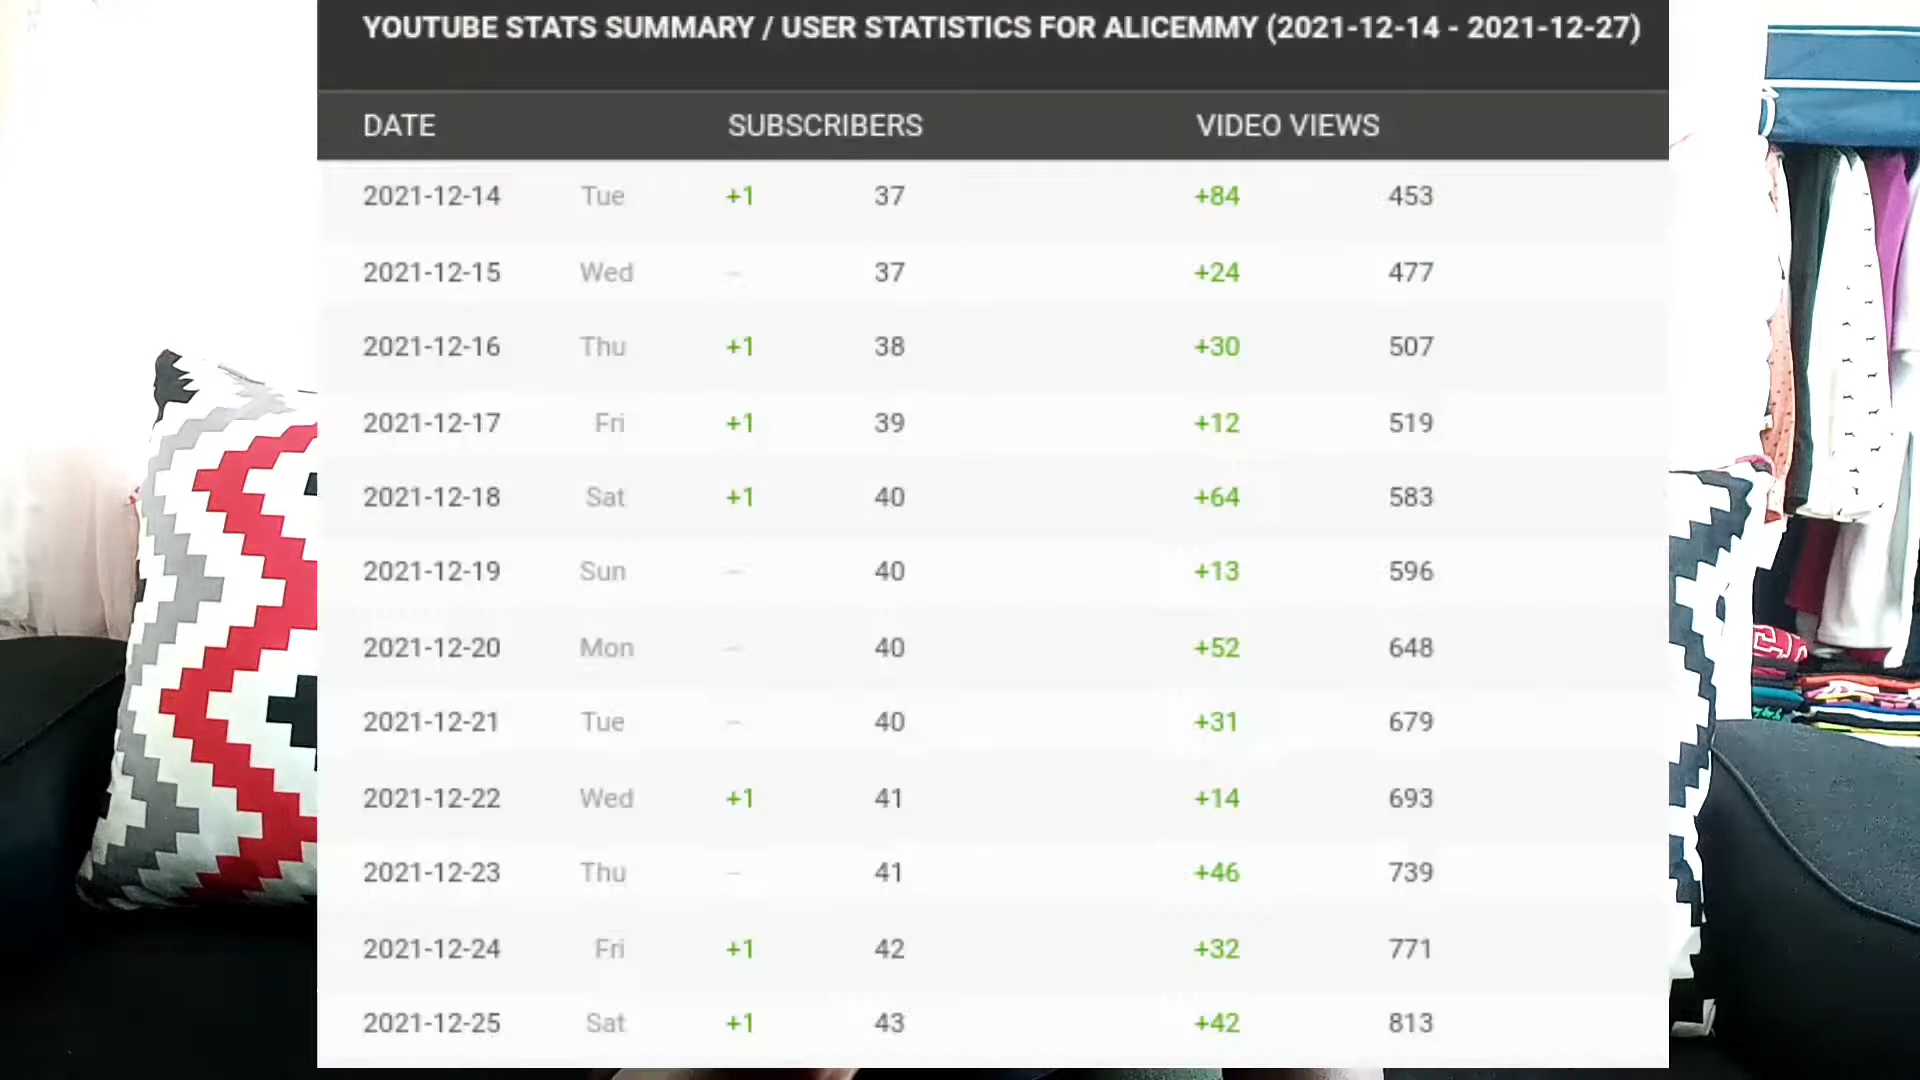 YOUTUBE STATS SUMMARY / USER STATISTICS FOR ALICEMMY (2021-12-14 - 2021-12-27)
DATE SUBSCRIBERS VIDEO VIEWS
2021-12-14 Tue +1 37 +84 453
2021-12-15 Wed -- 37 +24 477
2021-12-16 Thu +1 38 +30 507
2021-12-17 Fri +1 39 +12 519
2021-12-18 Sat +1 40 +64 583
2021-12-19 Sun -- 40 +13 596
2021-12-20 Mon -- 40 +52 648
2021-12-21 Tue -- 40 +31 679
2021-12-22 Wed +1 41 +14 693
2021-12-23 Thu -- 41 +46 739
2021-12-24 Fri +1 42 +32 771
2021-12-25 Sat +1 43 +42 813